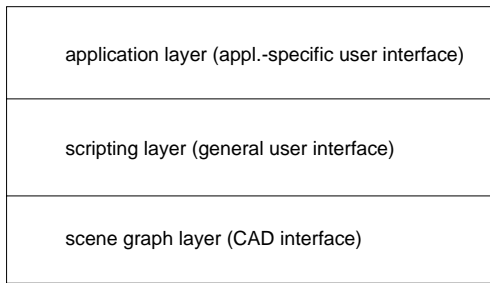 application layer (appl.-specific user interface)
scripting layer (general user interface)
scene graph layer (CAD interface)